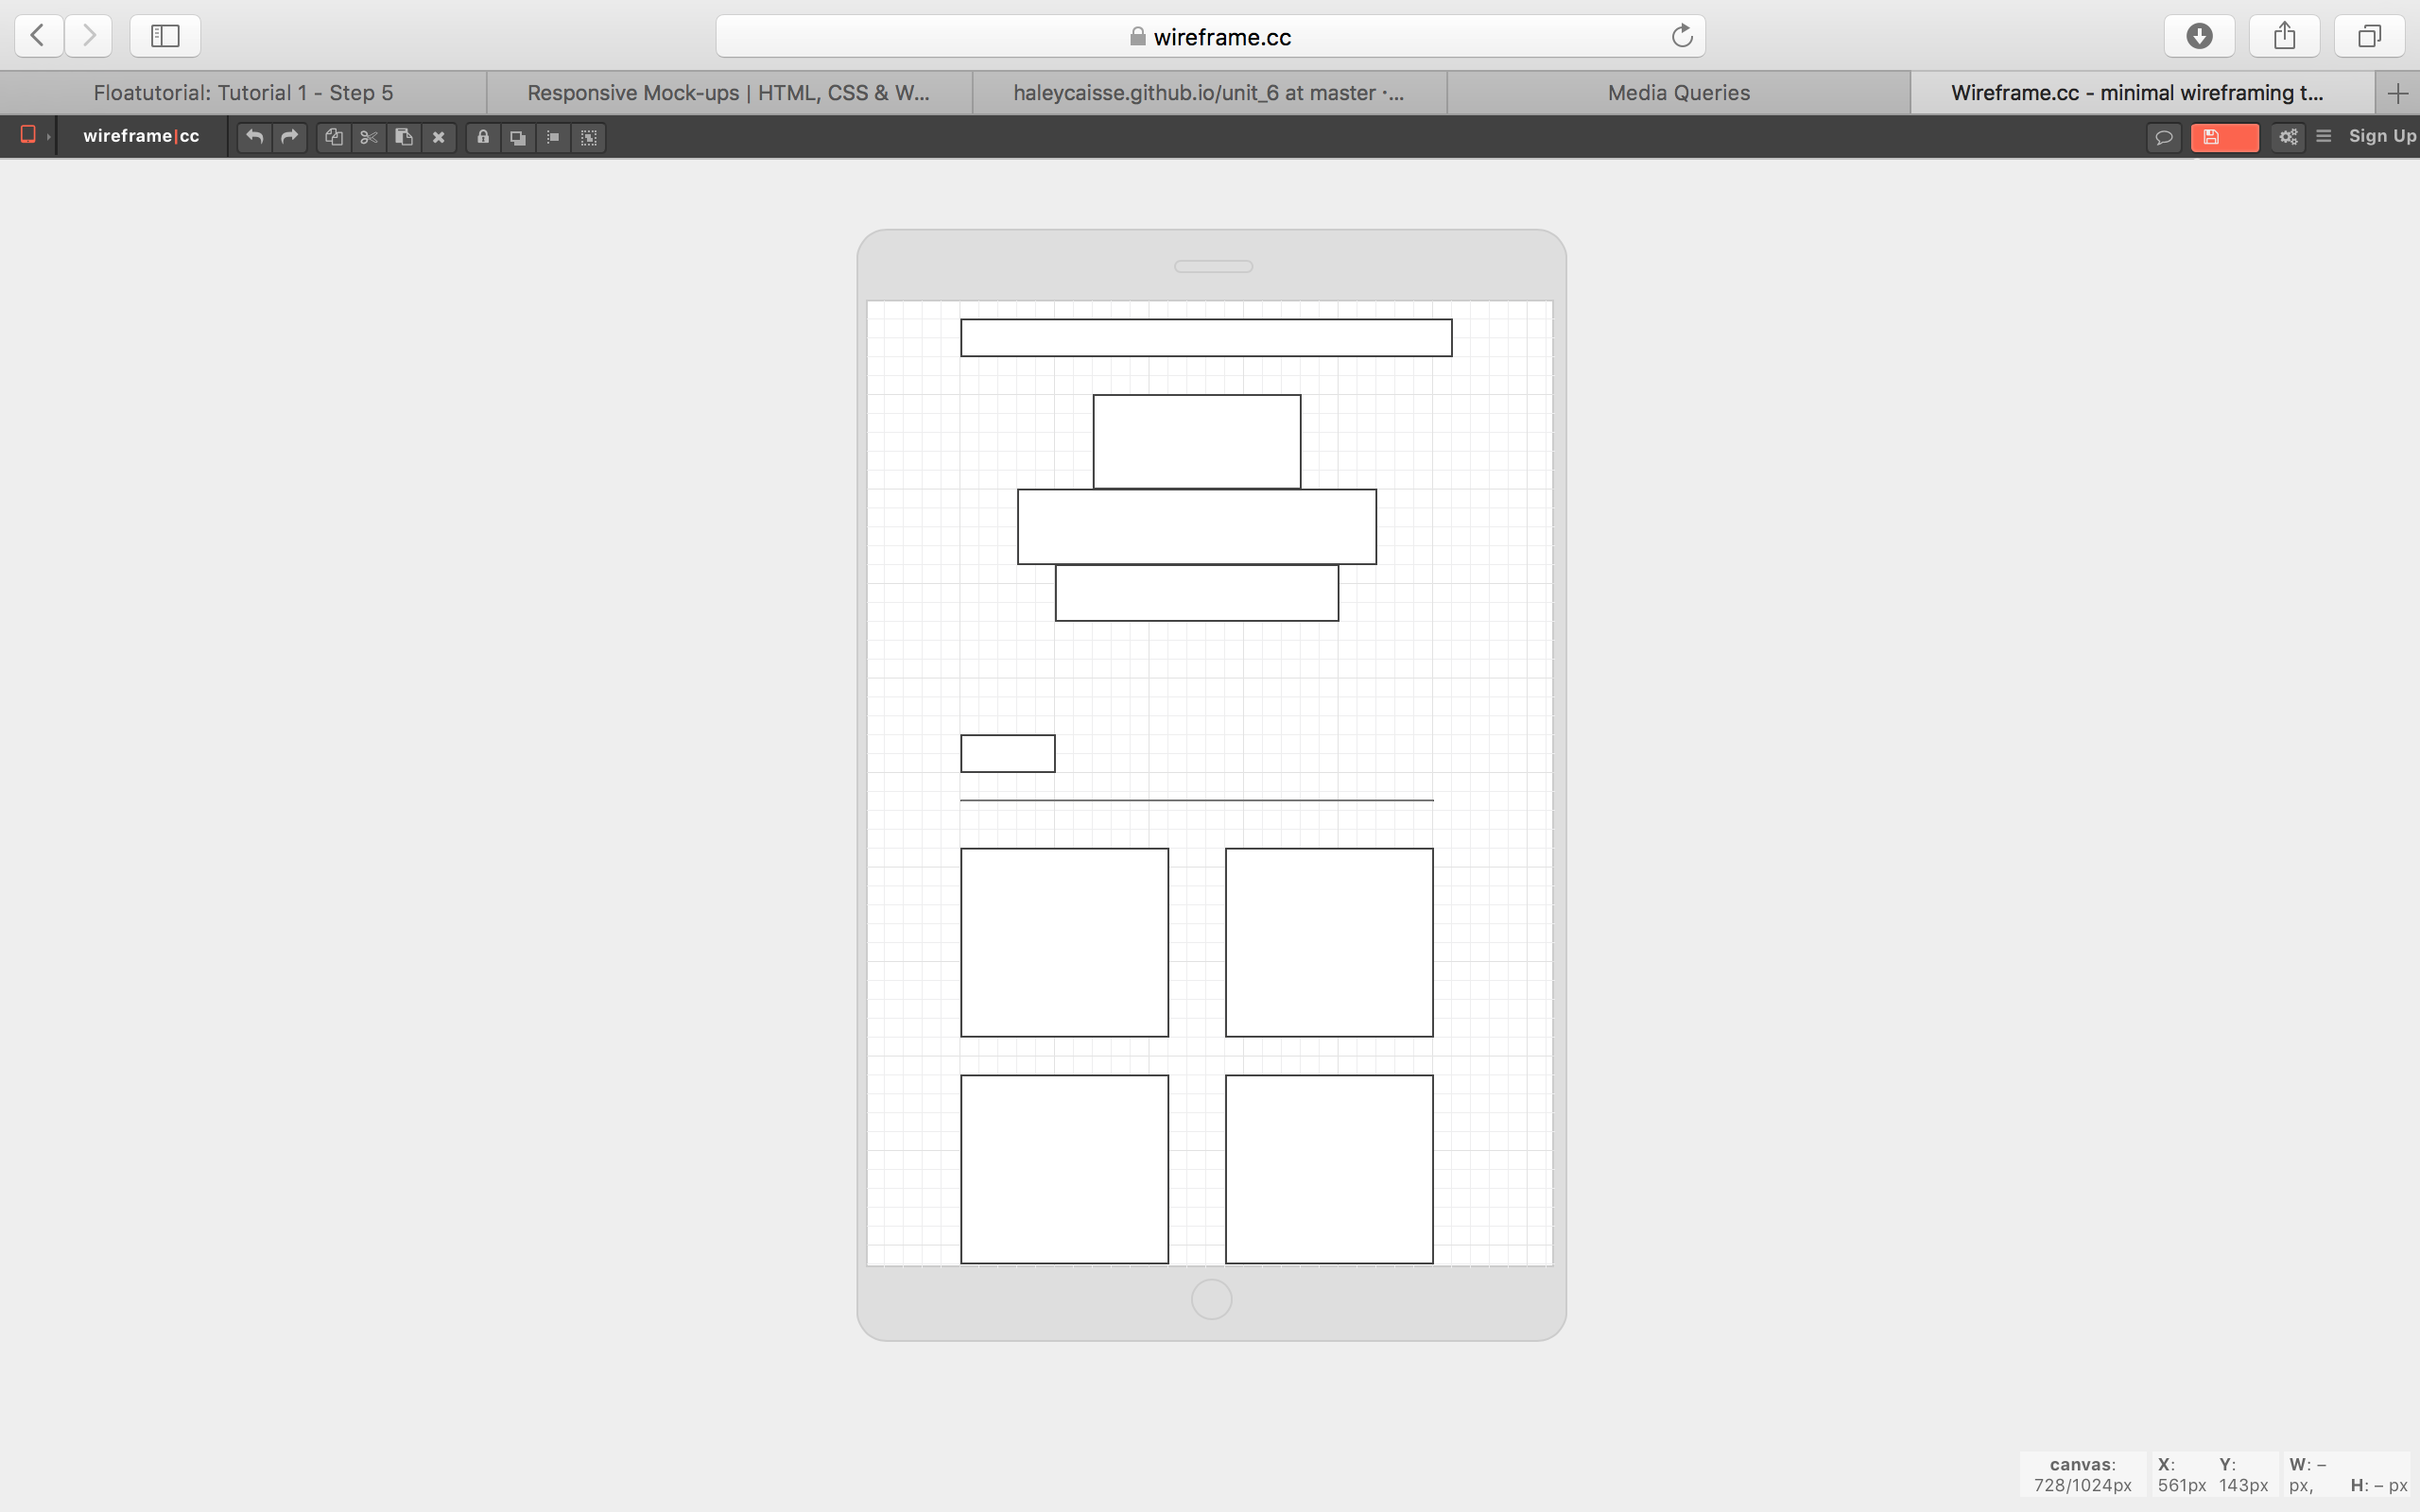 wireframe.cc
Floatutorial: Tutorial 1 - Step 5
Responsive Mock-ups | HTML, CSS & W...
haleycaisse.github.io/unit_6 at master ·...
Media Queries
Wireframe.cc - minimal wireframing t...
wireframe|cc
Sign Up
canvas: X: Y: W: –
728/1024px 561px 143px px, H: – px